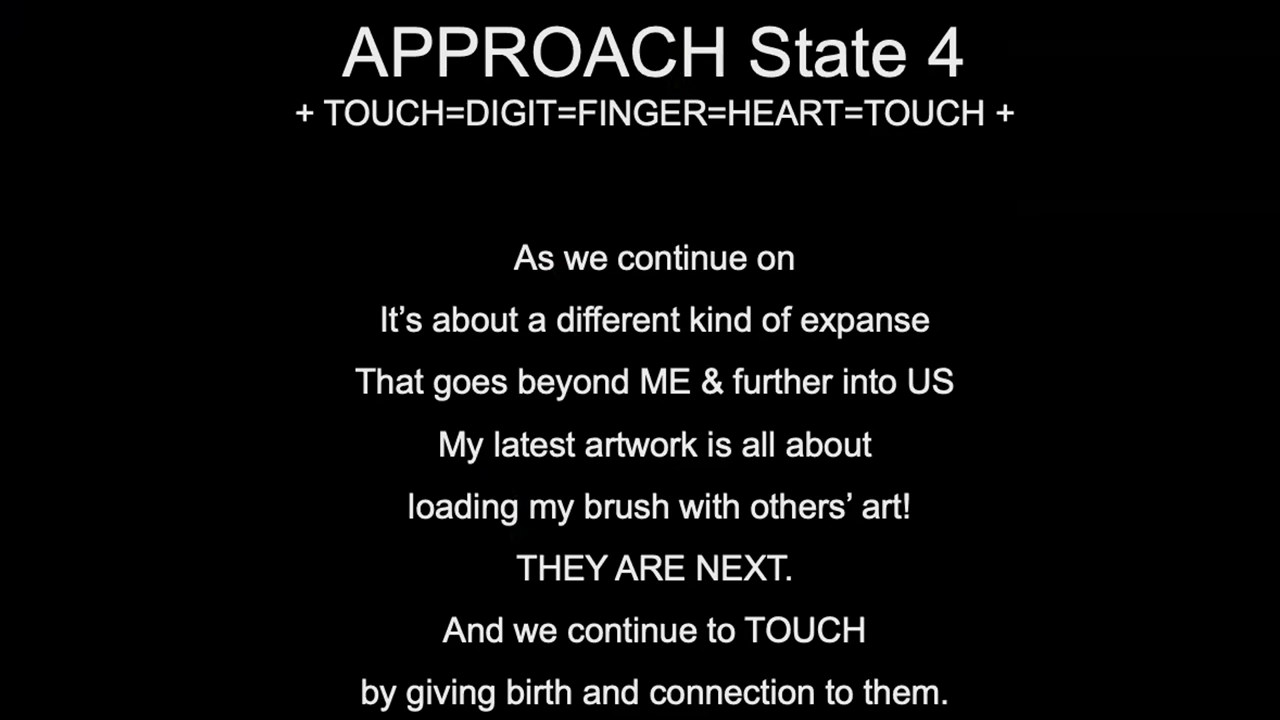 APPROACH State 4
+ TOUCH=DIGIT=FINGER=HEART=TOUCH +
As we continue on
It’s about a different kind of expanse
That goes beyond ME & further into US
My latest artwork is all about
loading my brush with others’ art!
THEY ARE NEXT.
And we continue to TOUCH
by giving birth and connection to them.